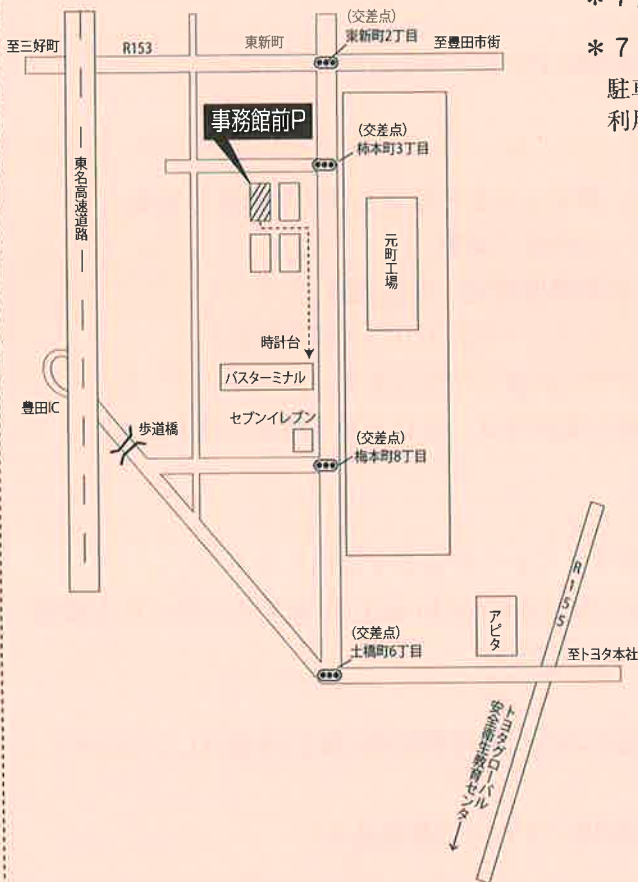 (交差点)
東新町2丁目
至三好町
R153
東新町
至豊田市街
*7
*7
駐車
利用
事務館前P
(交差点)
柿本町3丁目
東名高速道路
元町工場
時計台
バスターミナル
豊田IC
歩道橋
セブンイレブン
(交差点)
梅本町8丁目
R155
アピタ
(交差点)
土橋町6丁目
至トヨタ本社
トヨタグローバル
安全衛生教育センタ